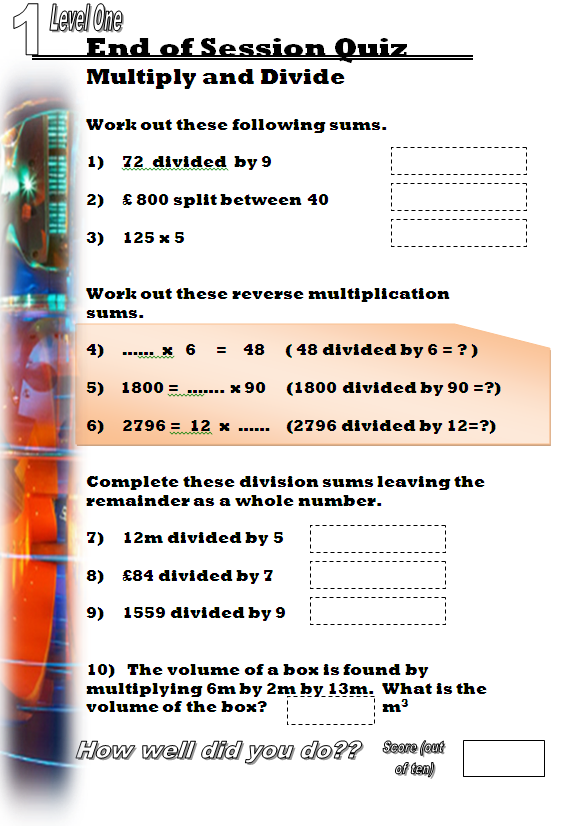 1 Level One
End of Session Quiz
Multiply and Divide
Work out these following sums.
1) 72 divided by 9
2) £ 800 split between 40
3) 125 x 5
Work out these reverse multiplication
sums.
4) ...... x 6 = 48 ( 48 divided by 6 = ? )
5) 1800 = ....... x 90 (1800 divided by 90 =?)
6) 2796 = 12 x ...... (2796 divided by 12=?)
Complete these division sums leaving the
remainder as a whole number.
7) 12m divided by 5
8) £84 divided by 7
9) 1559 divided by 9
10) The volume of a box is found by
multiplying 6m by 2m by 13m. What is the
volume of the box? m³
How well did you do?? Score (out
of ten)